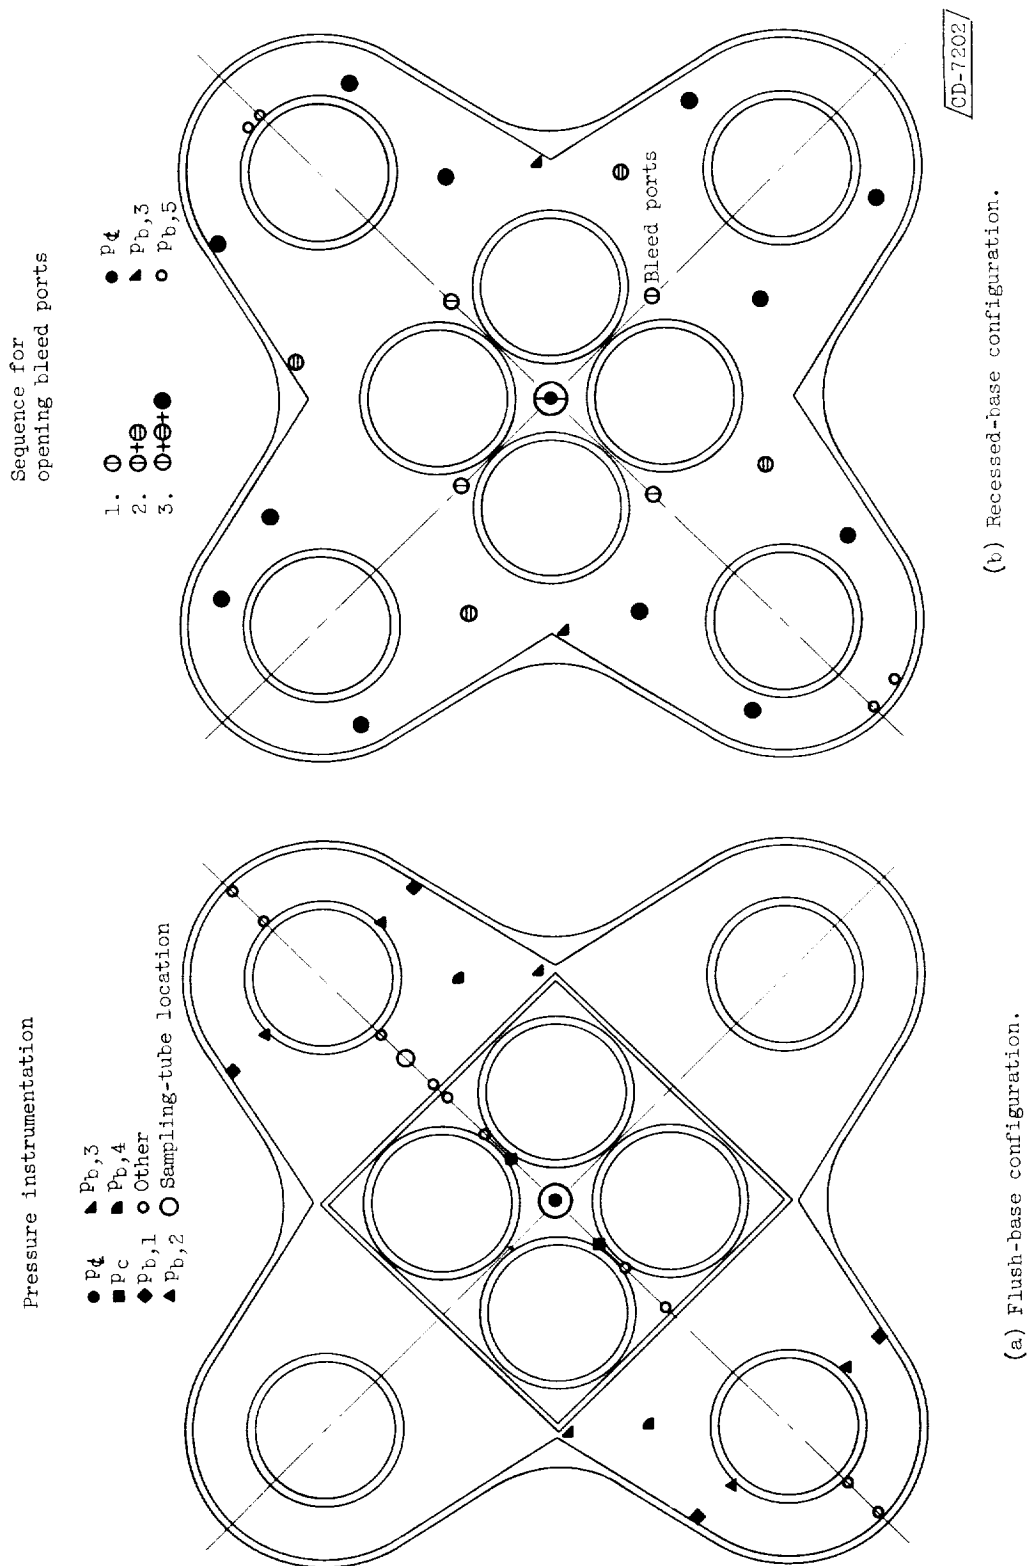 Pressure instrumentation
● p℄
■ pc
◆ pb,1
▲ pb,2
◣ pb,3
◗ pb,4
○ Other
◯ Sampling-tube location
(a) Flush-base configuration.
Sequence for
opening bleed ports
1. ⊖
2. ⊖+⊜
3. ⊖+⊜+●
● p℄
◣ pb,3
○ pb,5
Bleed ports
(b) Recessed-base configuration.
CD-7202